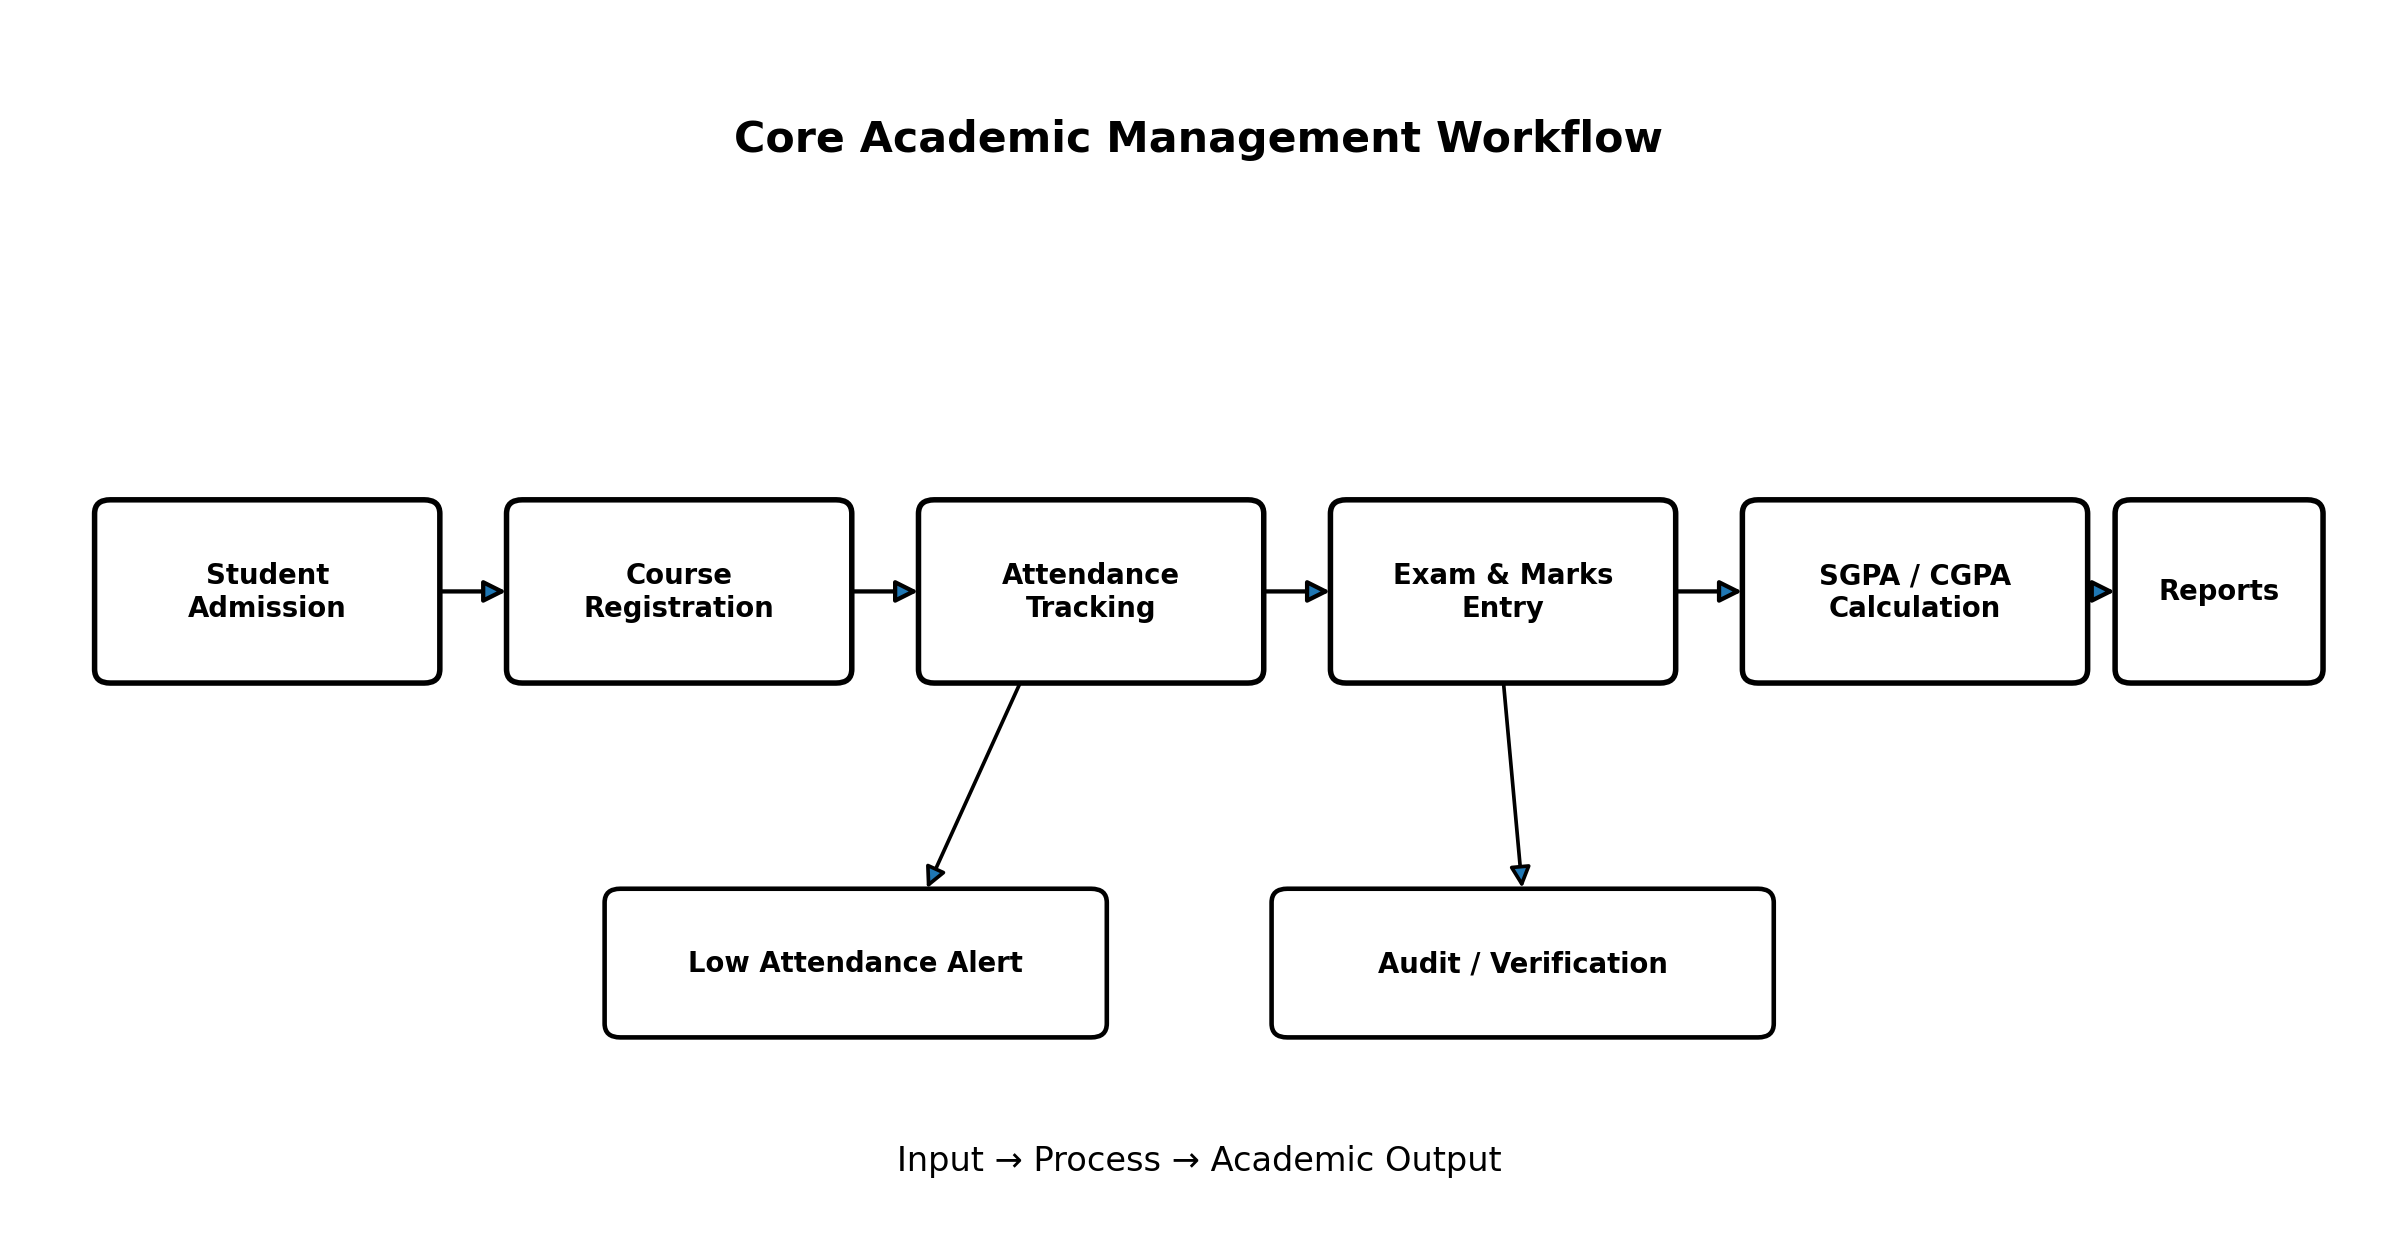 Core Academic Management Workflow
Student
Admission
Course
Registration
Attendance
Tracking
Exam & Marks
Entry
SGPA / CGPA
Calculation
Reports
Low Attendance Alert
Audit / Verification
Input → Process → Academic Output